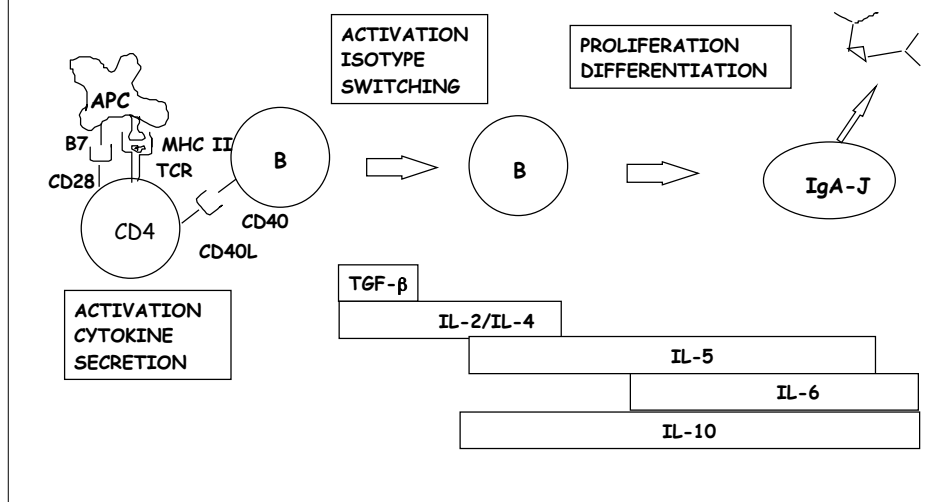 ACTIVATION
ISOTYPE
SWITCHING
PROLIFERATION
DIFFERENTIATION
APC
B7
MHC II
TCR
CD28
B
B
IgA-J
CD4
CD40
CD40L
ACTIVATION
CYTOKINE
SECRETION
TGF-β
IL-2/IL-4
IL-5
IL-6
IL-10